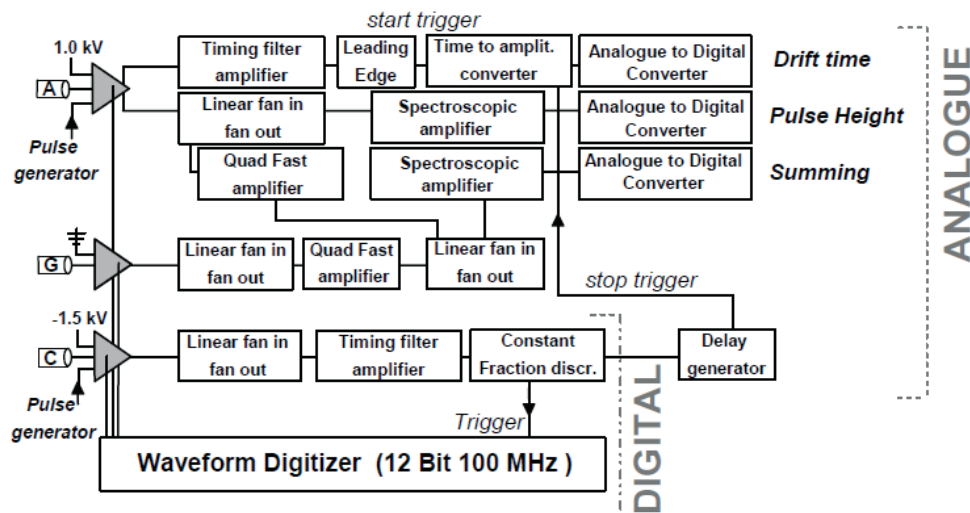 start trigger
1.0 kV
A
Pulse
generator
Timing filter
amplifier
Leading
Edge
Time to amplit.
converter
Analogue to Digital
Converter
Drift time
Linear fan in
fan out
Spectroscopic
amplifier
Analogue to Digital
Converter
Pulse Height
Quad Fast
amplifier
Spectroscopic
amplifier
Analogue to Digital
Converter
Summing
ANALOGUE
G
Linear fan in
fan out
Quad Fast
amplifier
Linear fan in
fan out
stop trigger
-1.5 kV
C
Pulse
generator
Linear fan in
fan out
Timing filter
amplifier
Constant
Fraction discr.
Delay
generator
Trigger
DIGITAL
Waveform Digitizer (12 Bit 100 MHz )